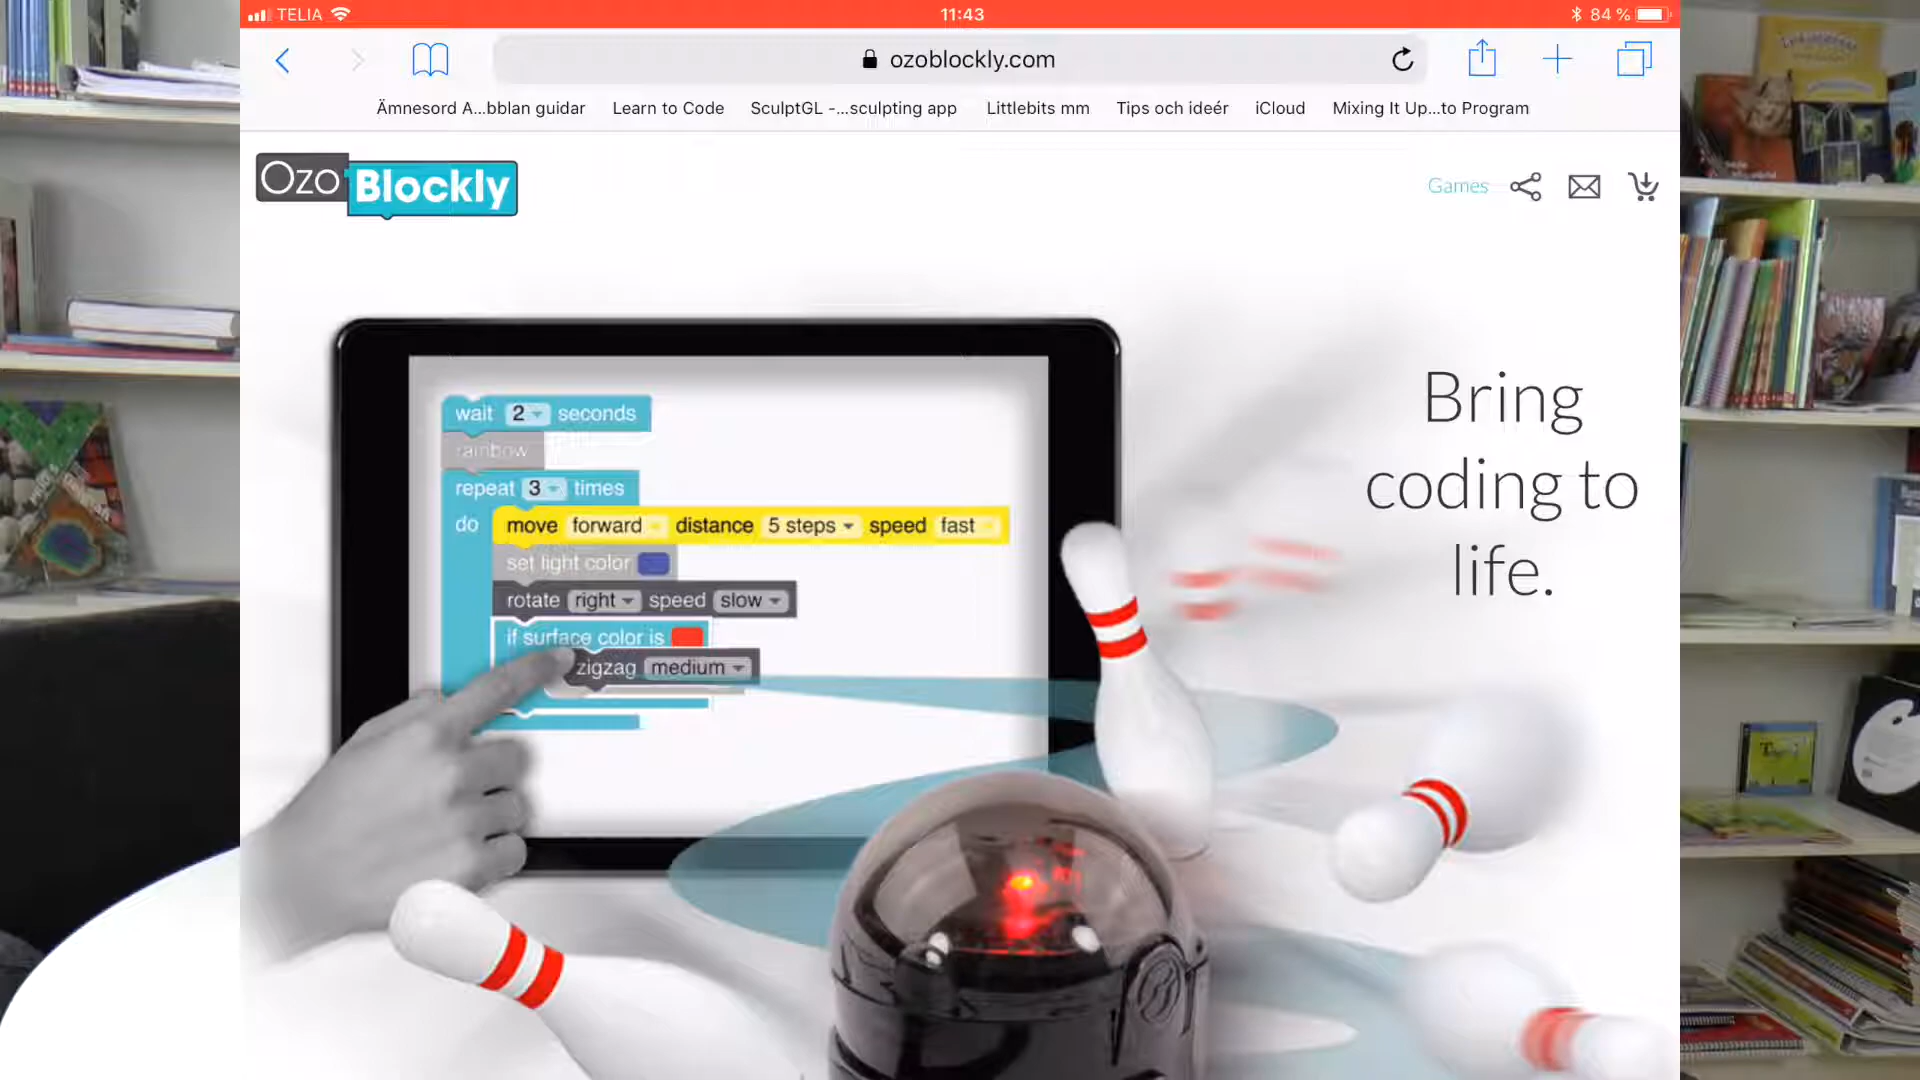 TELIA
11:43
84 %
ozoblockly.com
Ämnesord A...bblan guidar
Learn to Code
SculptGL -...sculpting app
Littlebits mm
Tips och ideér
iCloud
Mixing It Up...to Program
Ozo Blockly
Games
Bring
coding to
life.
wait 2 seconds
rainbow
repeat 3 times
do move forward distance 5 steps speed fast
set light color
rotate right speed slow
if surface color is
zigzag medium